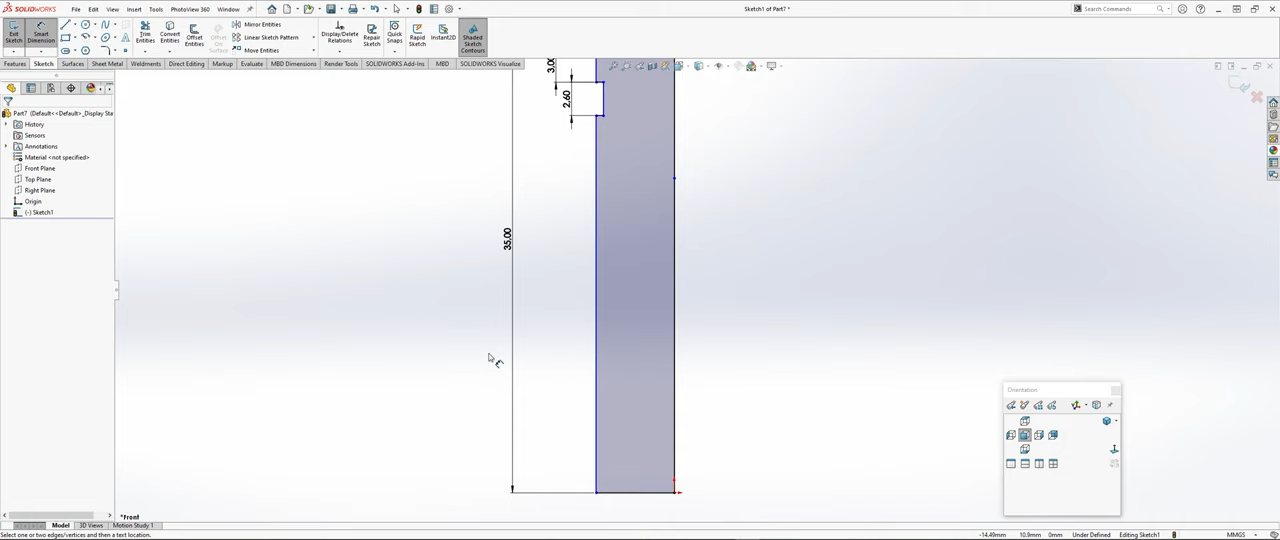 SOLIDWORKS File Edit View Insert Tools PhotoView 360 Window Sketch1 of Part7 * Search Commands
Exit Sketch Smart Dimension Trim Entities Convert Entities Offset Entities Offset On Surface Mirror Entities Linear Sketch Pattern Move Entities Display/Delete Relations Repair Sketch Quick Snaps Rapid Sketch Instant2D Shaded Sketch Contours
Features Sketch Surfaces Sheet Metal Weldments Direct Editing Markup Evaluate MBD Dimensions Render Tools SOLIDWORKS Add-Ins MBD SOLIDWORKS Visualize
Part7 (Default<<Default>_Display Sta
History
Sensors
Annotations
Material <not specified>
Front Plane
Top Plane
Right Plane
Origin
(-) Sketch1
3.00
2.60
35.00
Orientation
*Front
Model 3D Views Motion Study 1
Select one or two edges/vertices and then a text location. -14.49mm 10.9mm 0mm Under Defined Editing Sketch1 MMGS